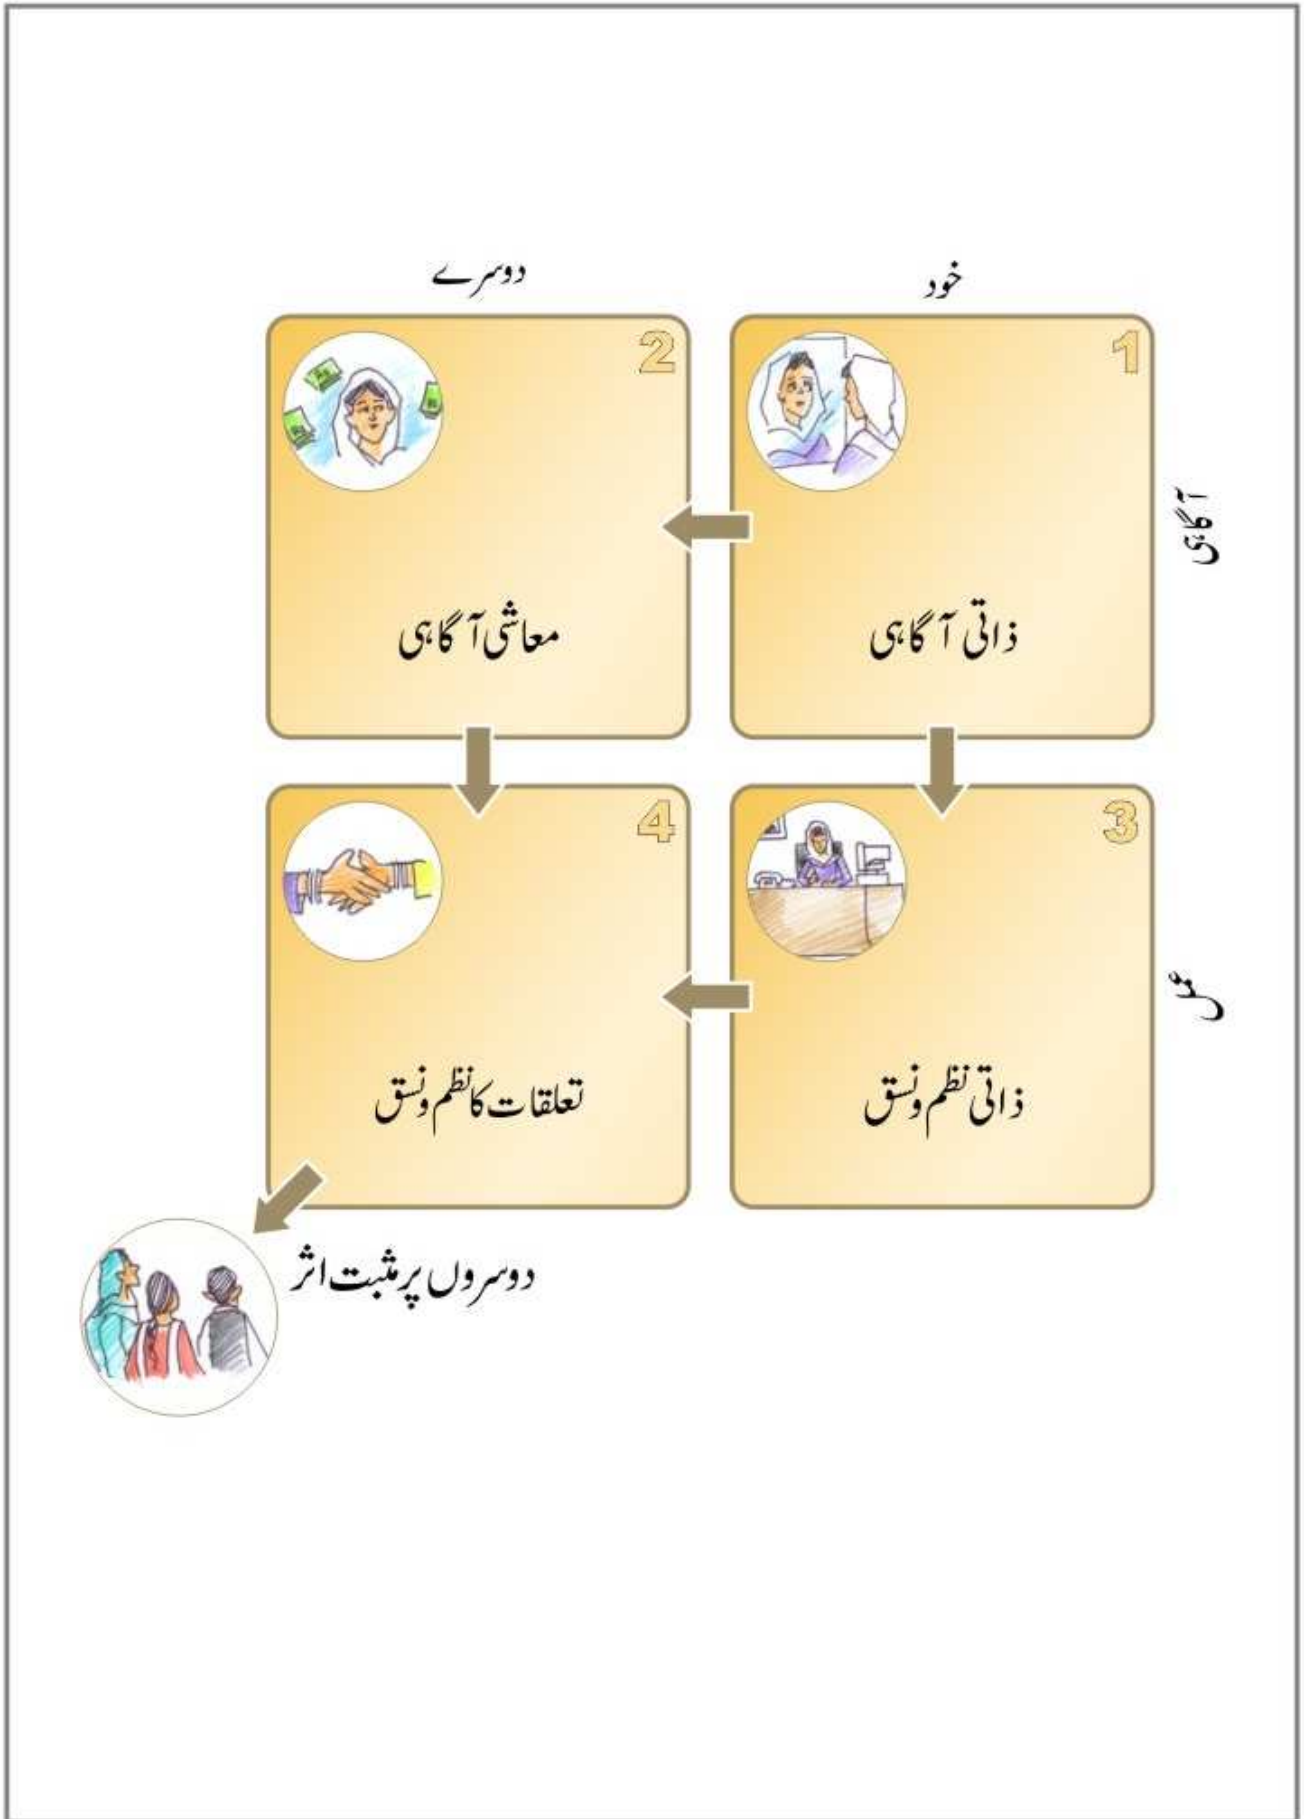 خود
دوسرے
1
2
آگاہی
ذاتی آگاہی
معاشی آگاہی
3
4
عمل
ذاتی نظم و نسق
تعلقات کا نظم و نسق
دوسروں پر مثبت اثر